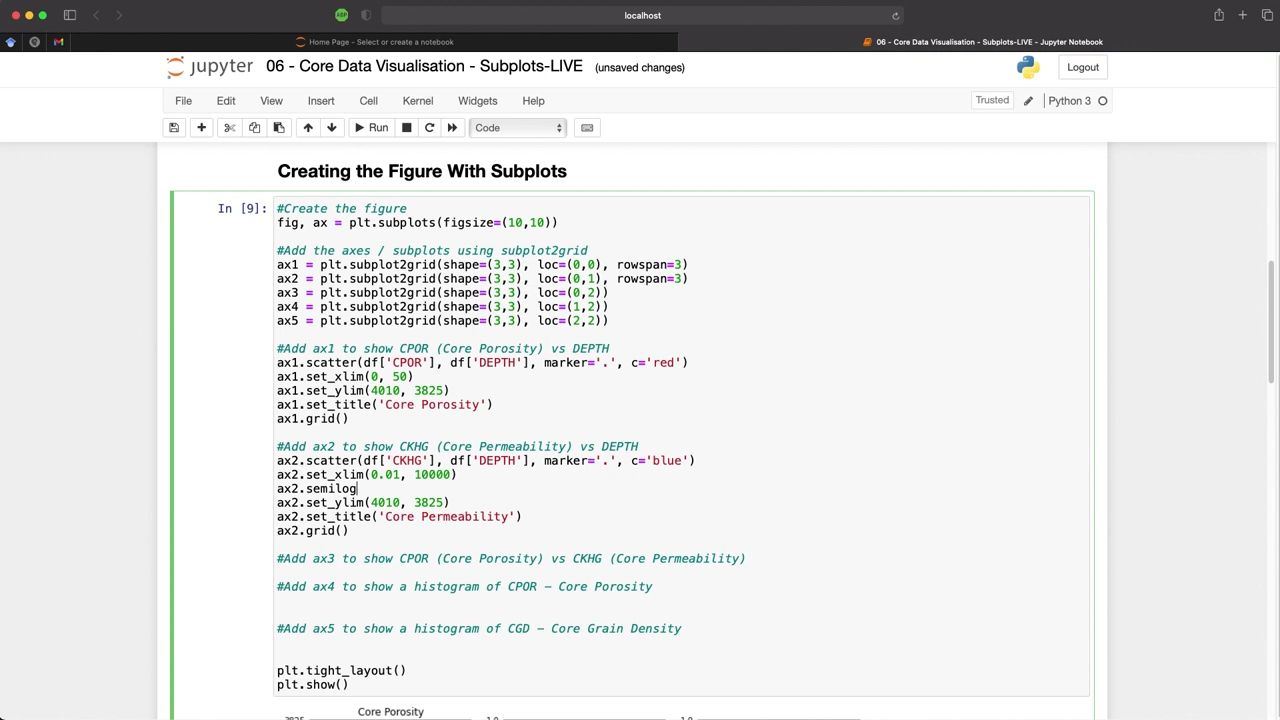 localhost
Home Page - Select or create a notebook
06 - Core Data Visualisation - Subplots-LIVE - Jupyter Notebook
jupyter 06 - Core Data Visualisation - Subplots-LIVE (unsaved changes)
Logout
File Edit View Insert Cell Kernel Widgets Help
Trusted Python 3
Run Code
Creating the Figure With Subplots
In [9]:
#Create the figure
fig, ax = plt.subplots(figsize=(10,10))
#Add the axes / subplots using subplot2grid
ax1 = plt.subplot2grid(shape=(3,3), loc=(0,0), rowspan=3)
ax2 = plt.subplot2grid(shape=(3,3), loc=(0,1), rowspan=3)
ax3 = plt.subplot2grid(shape=(3,3), loc=(0,2))
ax4 = plt.subplot2grid(shape=(3,3), loc=(1,2))
ax5 = plt.subplot2grid(shape=(3,3), loc=(2,2))
#Add ax1 to show CPOR (Core Porosity) vs DEPTH
ax1.scatter(df['CPOR'], df['DEPTH'], marker='.', c='red')
ax1.set_xlim(0, 50)
ax1.set_ylim(4010, 3825)
ax1.set_title('Core Porosity')
ax1.grid()
#Add ax2 to show CKHG (Core Permeability) vs DEPTH
ax2.scatter(df['CKHG'], df['DEPTH'], marker='.', c='blue')
ax2.set_xlim(0.01, 10000)
ax2.semilog
ax2.set_ylim(4010, 3825)
ax2.set_title('Core Permeability')
ax2.grid()
#Add ax3 to show CPOR (Core Porosity) vs CKHG (Core Permeability)
#Add ax4 to show a histogram of CPOR - Core Porosity
#Add ax5 to show a histogram of CGD - Core Grain Density
plt.tight_layout()
plt.show()
Core Porosity
3825 1.0 1.0